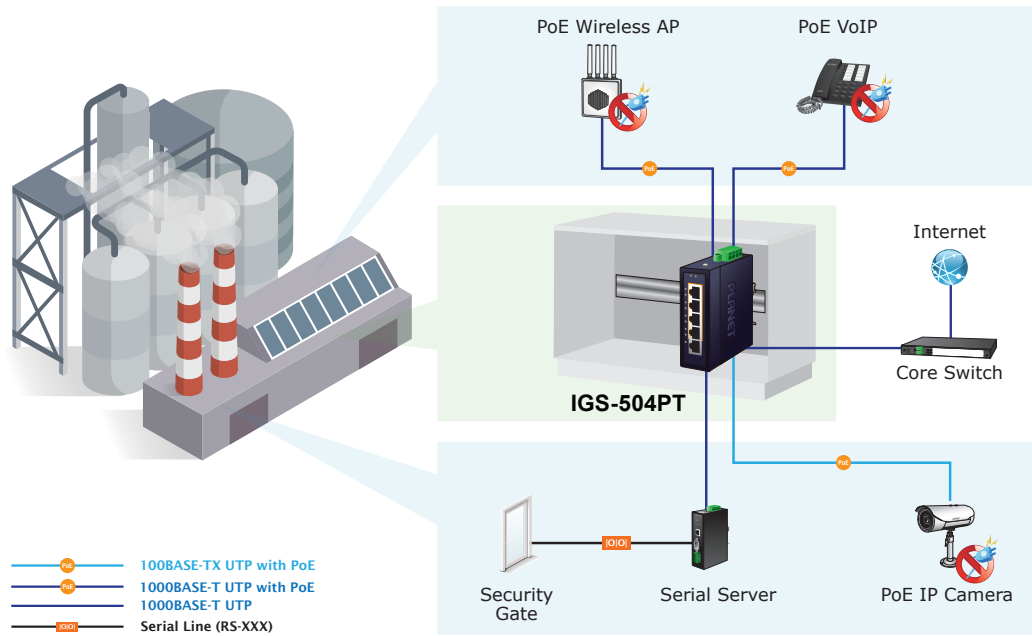 PoE Wireless AP
PoE VoIP
PoE
PoE
Internet
PLANET
Core Switch
IGS-504PT
PoE
|O|O|
Security
Gate
Serial Server
PoE IP Camera
PoE
100BASE-TX UTP with PoE
PoE
1000BASE-T UTP with PoE
1000BASE-T UTP
|O|O|
Serial Line (RS-XXX)